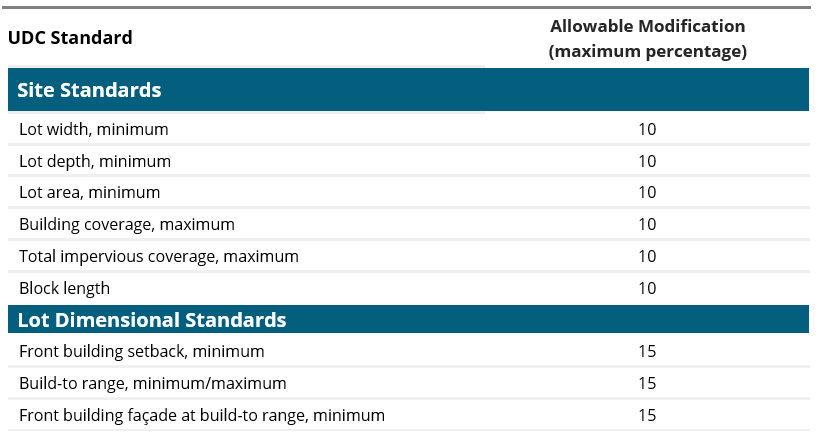 UDC Standard
Allowable Modification
(maximum percentage)
Site Standards
Lot width, minimum 10
Lot depth, minimum 10
Lot area, minimum 10
Building coverage, maximum 10
Total impervious coverage, maximum 10
Block length 10
Lot Dimensional Standards
Front building setback, minimum 15
Build-to range, minimum/maximum 15
Front building façade at build-to range, minimum 15